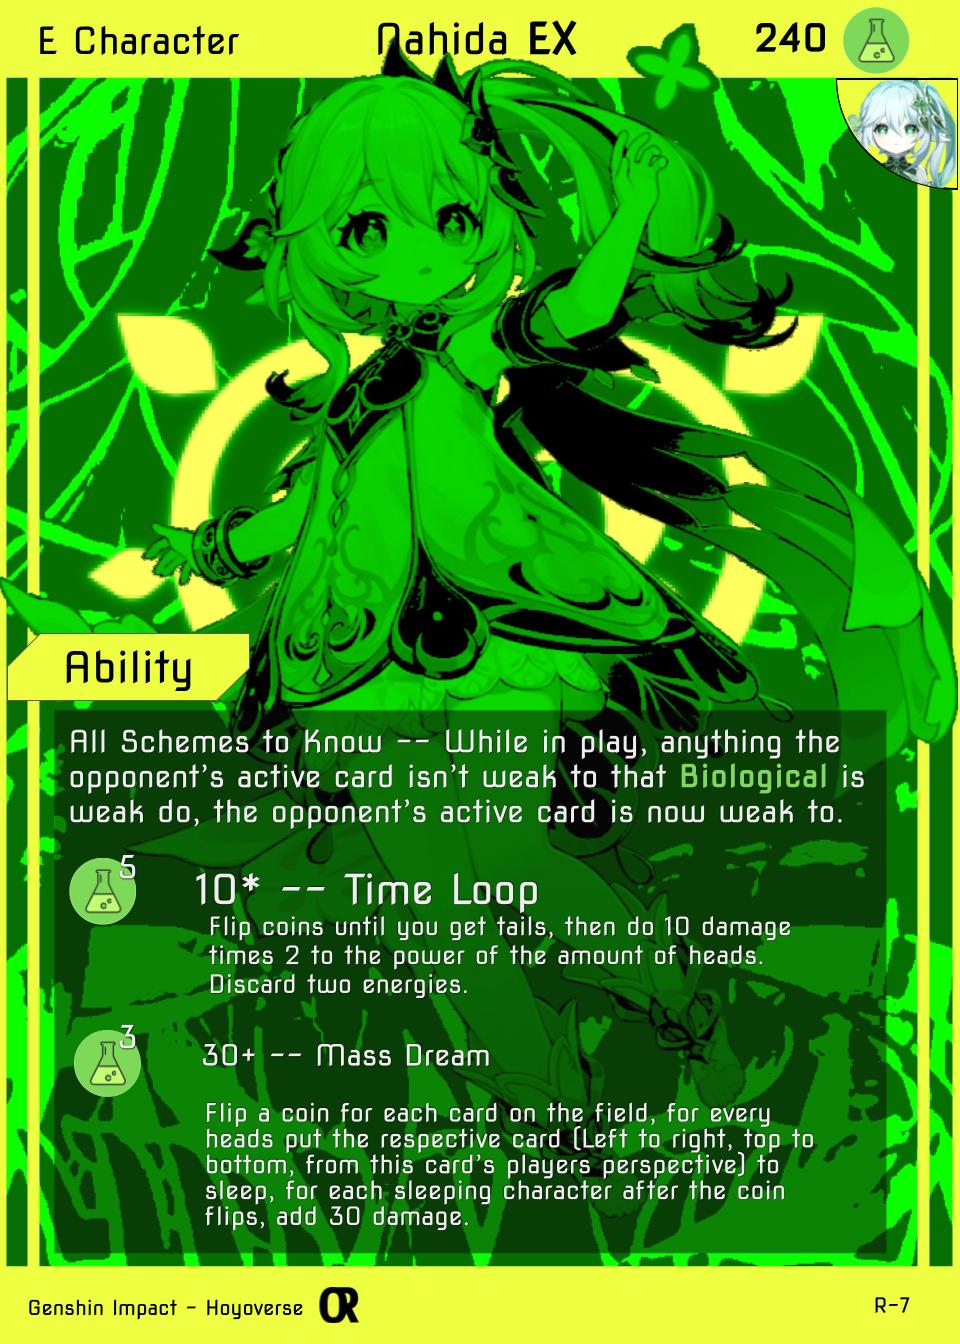 E Character
Nahida EX
240
Ability
All Schemes to Know -- While in play, anything the
opponent's active card isn't weak to that Biological is
weak do, the opponent's active card is now weak to.
5
10* -- Time Loop
Flip coins until you get tails, then do 10 damage
times 2 to the power of the amount of heads.
Discard two energies.
3
30+ -- Mass Dream
Flip a coin for each card on the field, for every
heads put the respective card (Left to right, top to
bottom, from this card's players perspective) to
sleep, for each sleeping character after the coin
flips, add 30 damage.
Genshin Impact - Hoyoverse OR
R-7